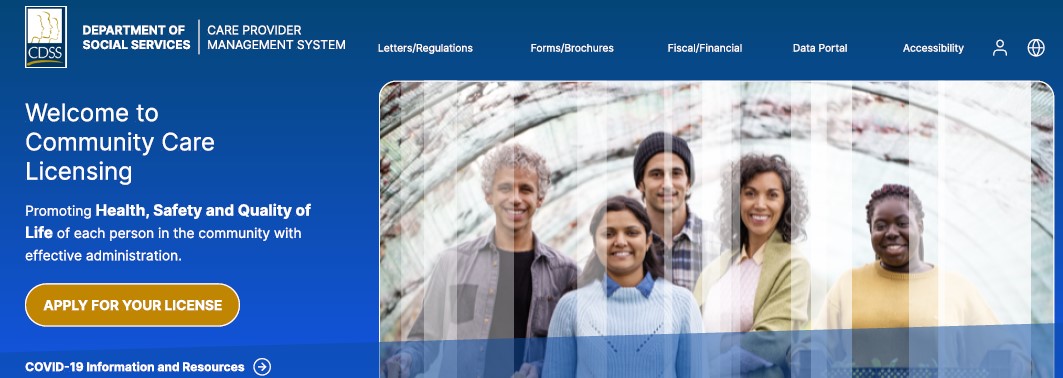 CDSS
DEPARTMENT OF
SOCIAL SERVICES
CARE PROVIDER
MANAGEMENT SYSTEM
Letters/Regulations
Forms/Brochures
Fiscal/Financial
Data Portal
Accessibility
Welcome to
Community Care
Licensing
Promoting Health, Safety and Quality of
Life of each person in the community with
effective administration.
APPLY FOR YOUR LICENSE
COVID-19 Information and Resources